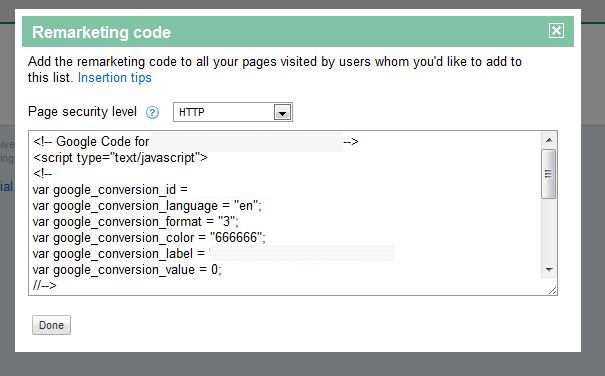 Remarketing code
Add the remarketing code to all your pages visited by users whom you'd like to add to
this list. Insertion tips
Page security level ? HTTP
<!-- Google Code for -->
<script type="text/javascript">
<!--
var google_conversion_id =
var google_conversion_language = "en";
var google_conversion_format = "3";
var google_conversion_color = "666666";
var google_conversion_label =
var google_conversion_value = 0;
//-->
Done
ial